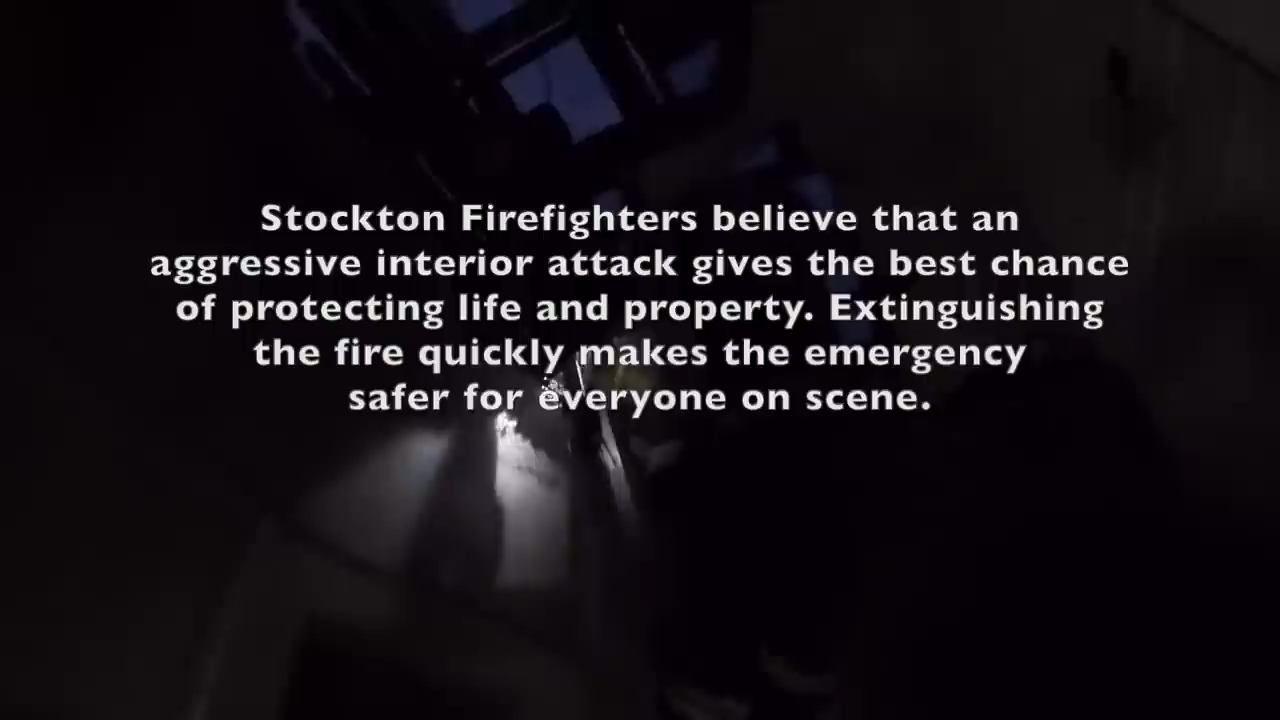 Stockton Firefighters believe that an
aggressive interior attack gives the best chance
of protecting life and property. Extinguishing
the fire quickly makes the emergency
safer for everyone on scene.